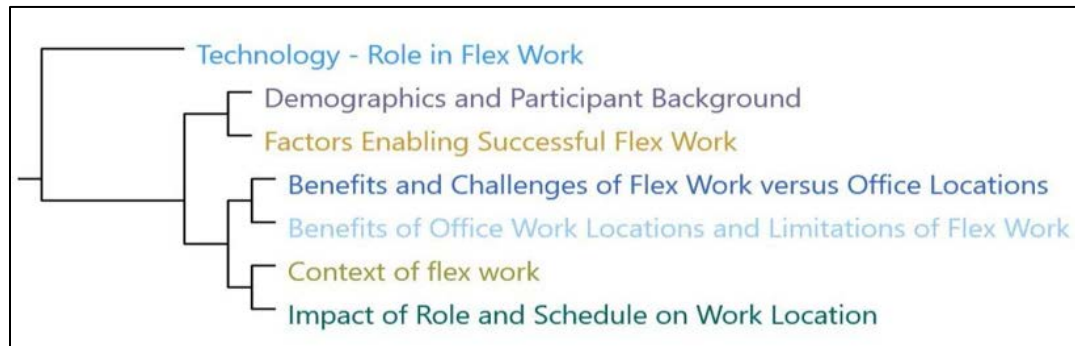 Technology - Role in Flex Work
Demographics and Participant Background
Factors Enabling Successful Flex Work
Benefits and Challenges of Flex Work versus Office Locations
Benefits of Office Work Locations and Limitations of Flex Work
Context of flex work
Impact of Role and Schedule on Work Location